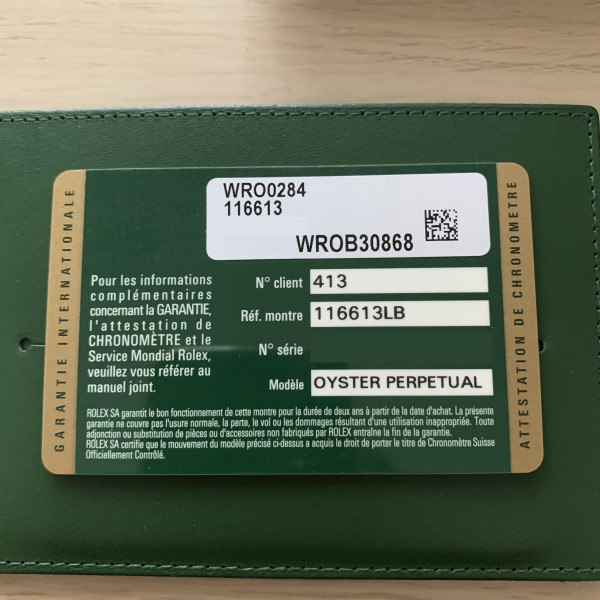 WRO0284
116613
WROB30868
GARANTIE INTERNATIONALE
Pour les informations
complémentaires
concernant la GARANTIE,
l'attestation de
CHRONOMÈTRE et le
Service Mondial Rolex,
veuillez vous référer au
manuel joint.
N° client 413
Réf. montre 116613LB
N° série
Modèle OYSTER PERPETUAL
ROLEX SA garantit le bon fonctionnement de cette montre pour la durée de deux ans à partir de la date d'achat. La présente
garantie ne couvre pas l'usure normale, la perte, le vol ou les dommages résultant d'une utilisation inappropriée. Toute
adjonction ou substitution de pièces ou d'accessoires non fabriqués par ROLEX entraîne la fin de la garantie.
ROLEX SA certifie que le mouvement du modèle précisé ci-dessus a acquis le droit de porter le titre de Chronomètre Suisse
Officiellement Contrôlé.
ATTESTATION DE CHRONOMETRE